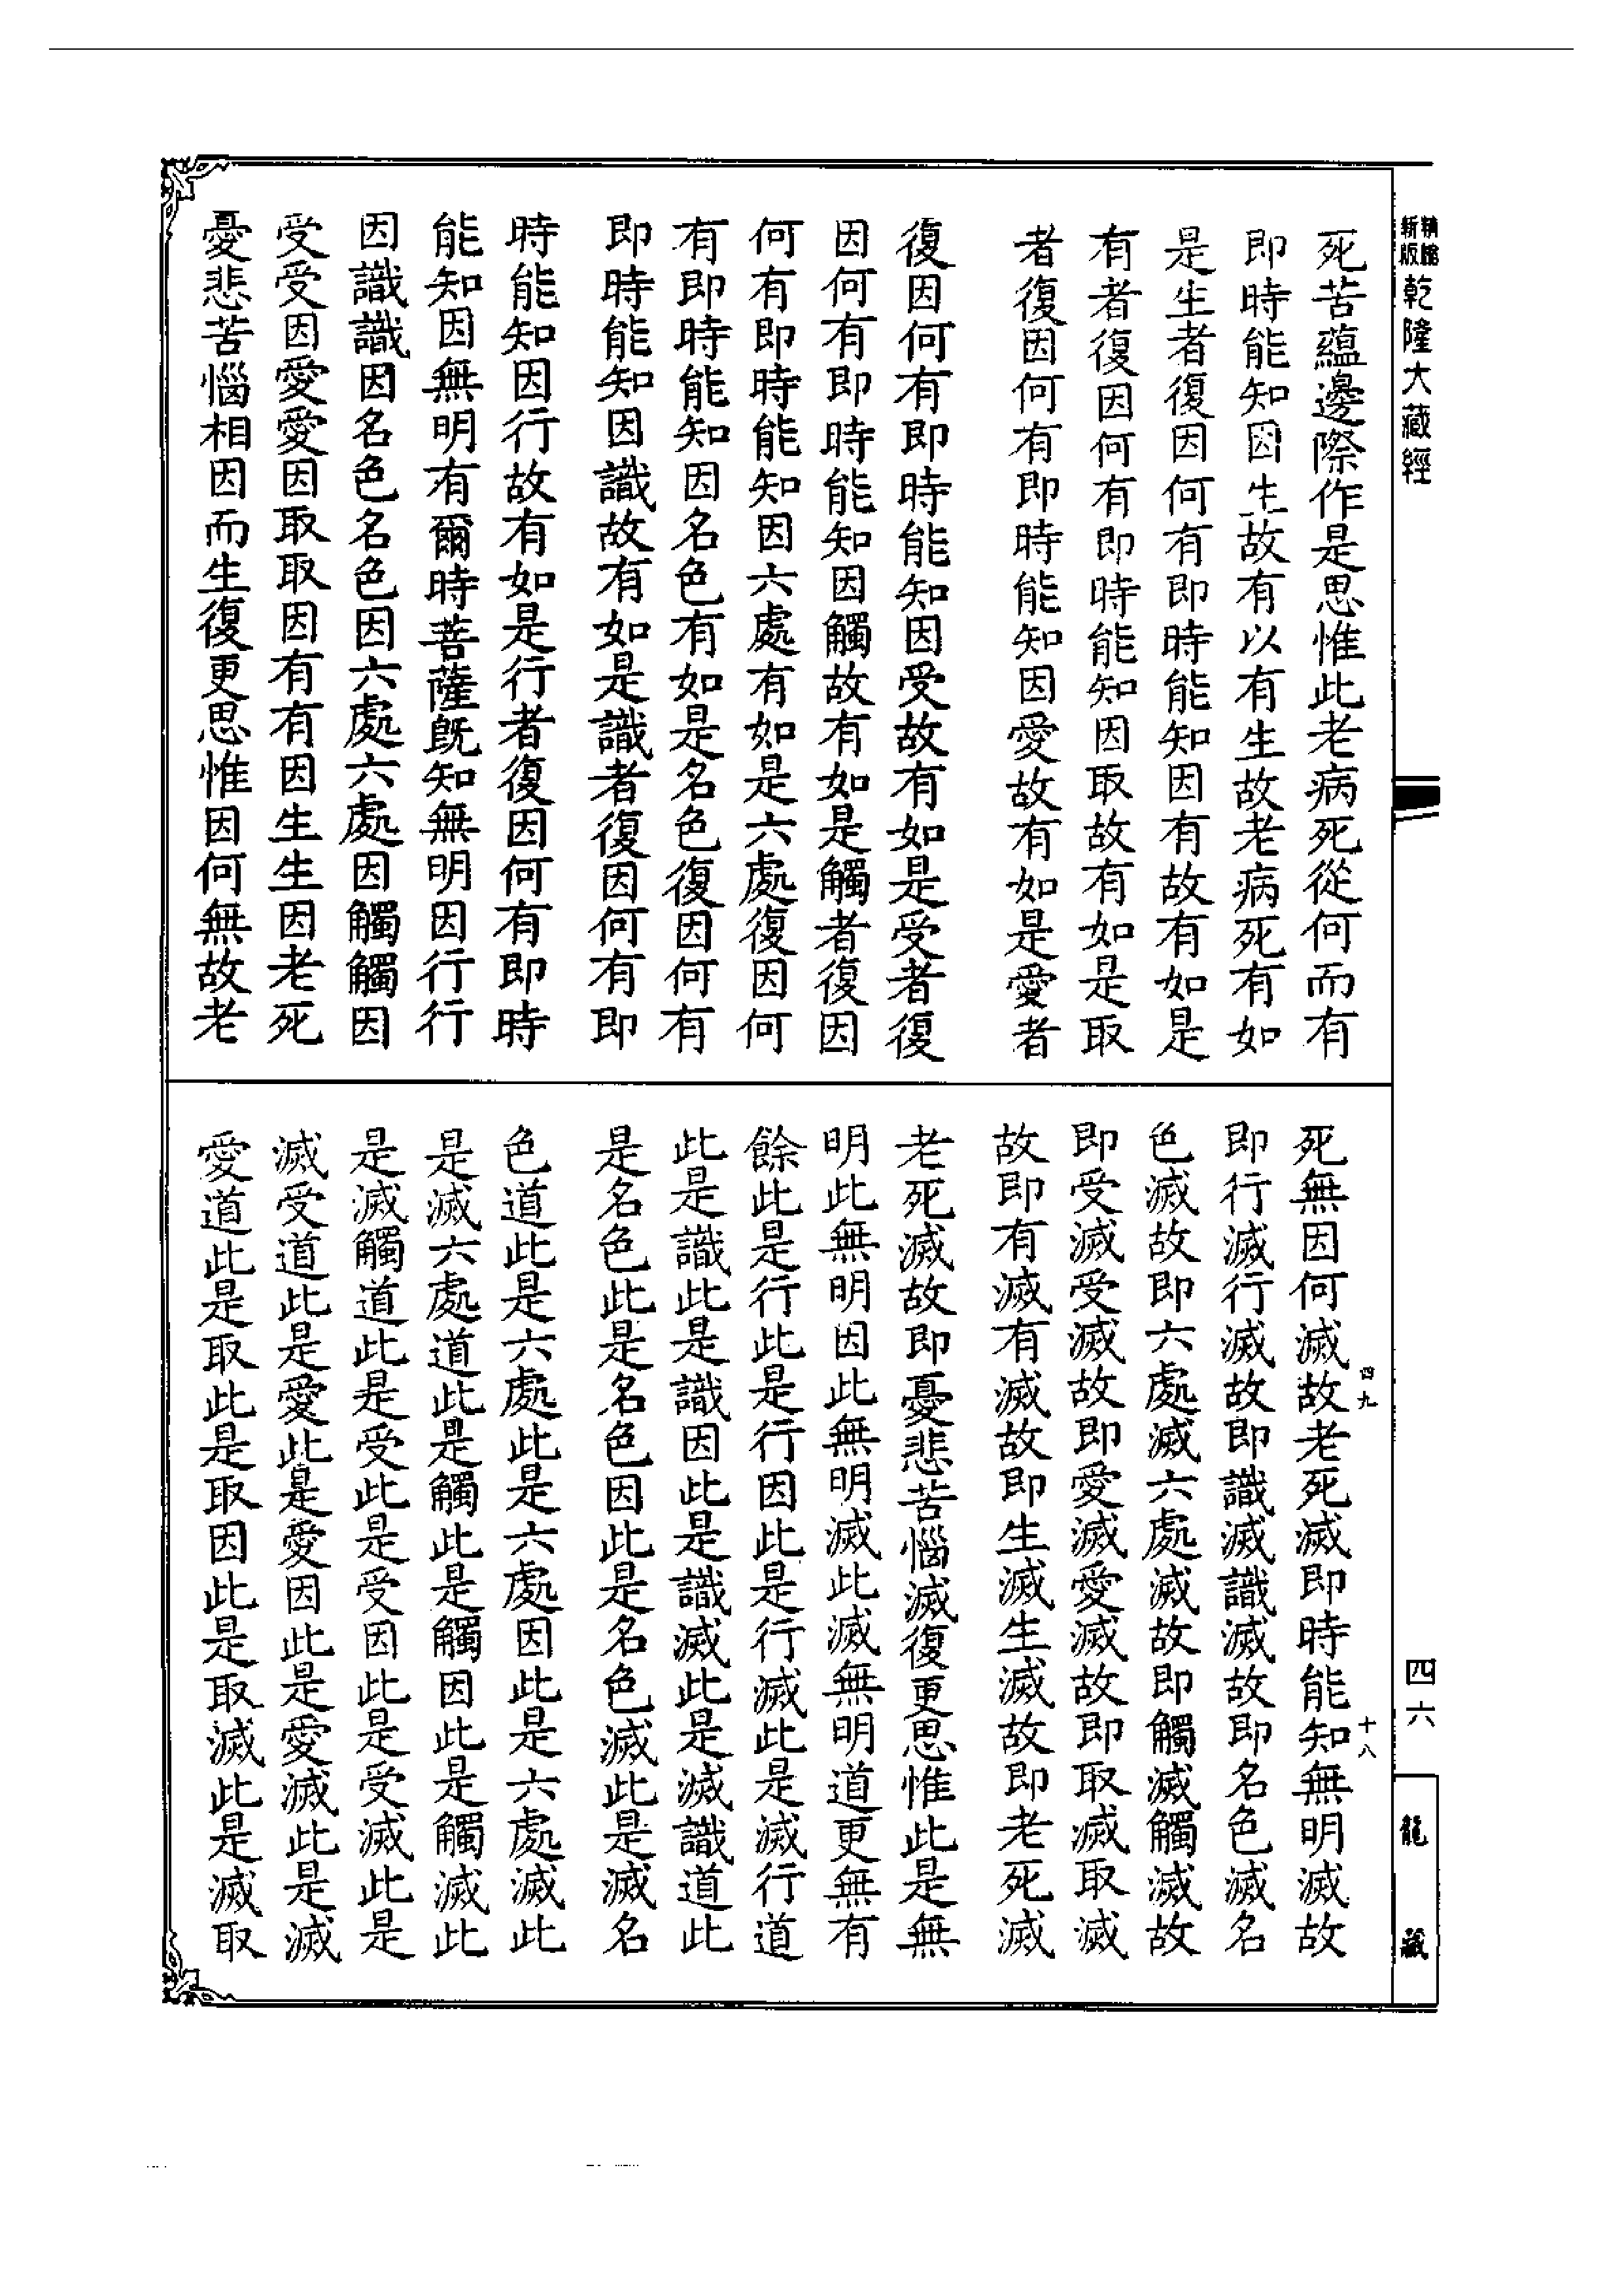 精縮
新版
乾隆大藏經
死苦蘊邊際作是思惟此老病死從何而有
即時能知因生故有以有生故老病死有如
是生者復因何有即時能知因有故有如是
有者復因何有即時能知因取故有如是取
者復因何有即時能知因愛故有如是愛者
復因何有即時能知因受故有如是受者復
因何有即時能知因觸故有如是觸者復因
何有即時能知因六處有如是六處復因何
有即時能知因名色有如是名色復因何有
即時能知因識故有如是識者復因何有即
時能知因行故有如是行者復因何有即時
能知因無明有爾時菩薩既知無明因行行
因識識因名色名色因六處六處因觸觸因
受受因愛愛因取取因有有因生生因老死
憂悲苦惱相因而生復更思惟因何無故老
死無因何滅故老死滅即時能知無明滅故
即行滅行滅故即識滅識滅故即名色滅名
色滅故即六處滅六處滅故即觸滅觸滅故
即受滅受滅故即愛滅愛滅故即取滅取滅
故即有滅有滅故即生滅生滅故即老死滅
老死滅故即憂悲苦惱滅復更思惟此是無
明此無明因此無明滅此滅無明道更無有
餘此是行此是行因此是行滅此是滅行道
此是識此是識因此是識滅此是滅識道此
是名色此是名色因此是名色滅此是滅名
色道此是六處此是六處因此是六處滅此
是滅六處道此是觸此是觸因此是觸滅此
是滅觸道此是受此是受因此是受滅此是
滅受道此是愛此是愛因此是愛滅此是滅
愛道此是取此是取因此是取滅此是滅取
四九
十八
四六
龍藏